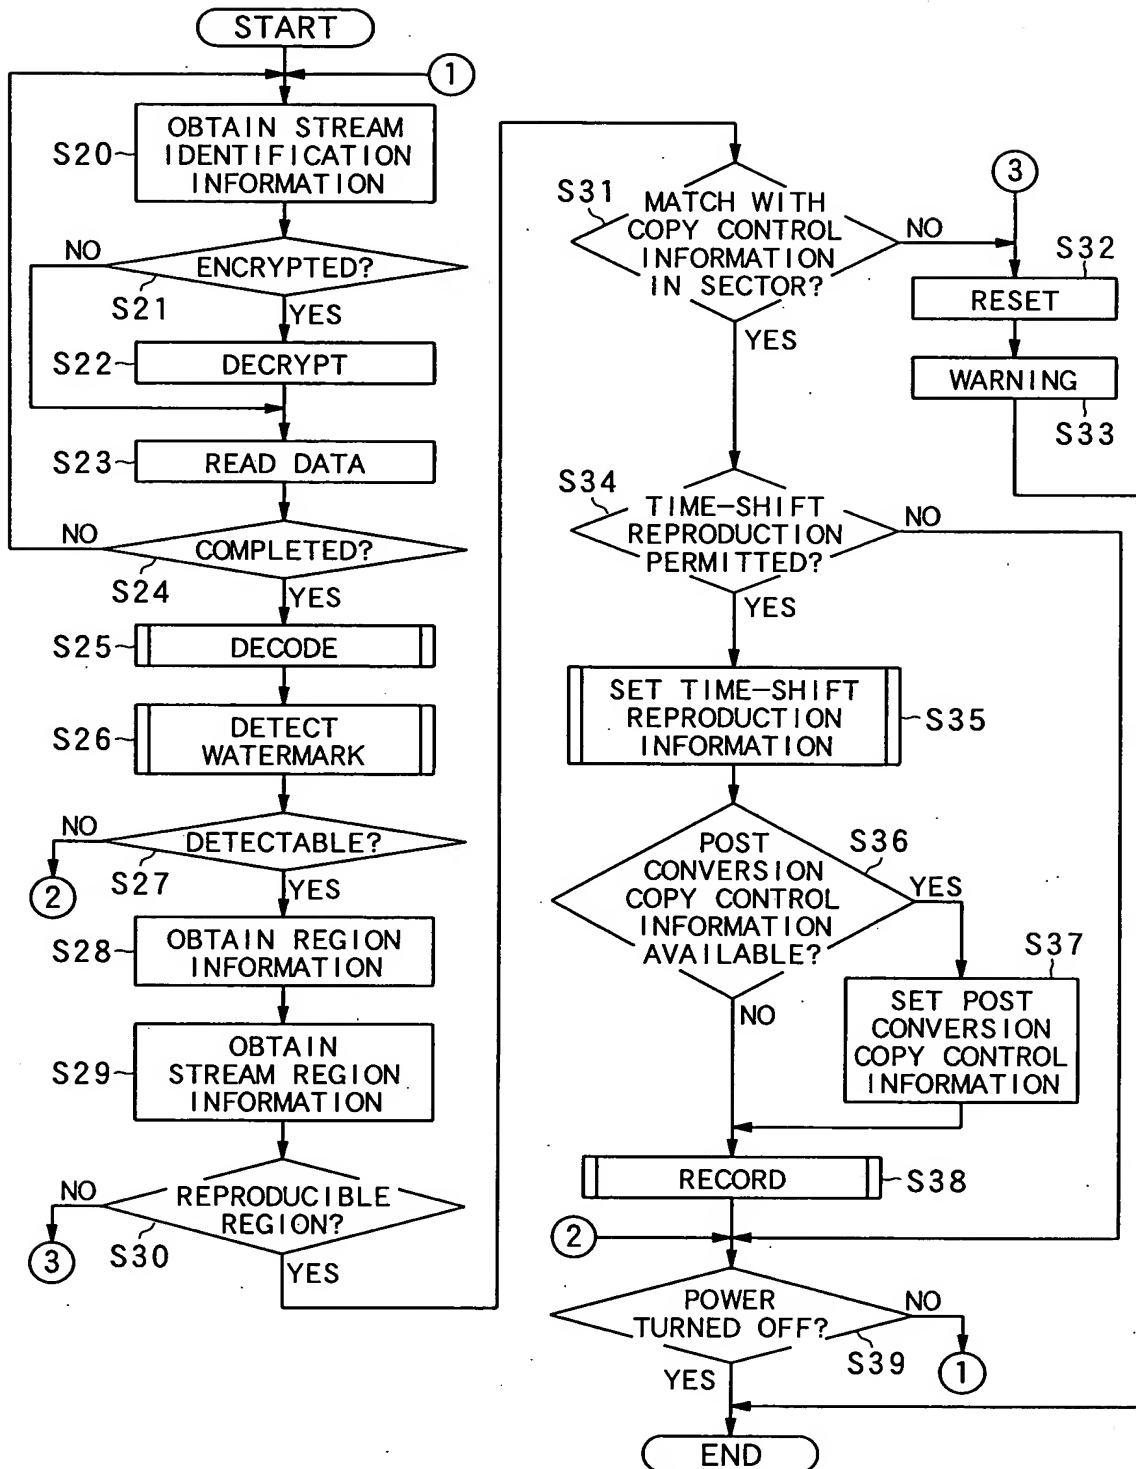 START
1
S20
OBTAIN STREAM
IDENTIFICATION
INFORMATION
NO
ENCRYPTED?
S21
YES
S22
DECRYPT
S23
READ DATA
NO
COMPLETED?
S24
YES
S25
DECODE
S26
DETECT
WATERMARK
NO
DETECTABLE?
2
S27
YES
S28
OBTAIN REGION
INFORMATION
S29
OBTAIN
STREAM REGION
INFORMATION
NO
REPRODUCIBLE
REGION?
3
S30
YES
S31
MATCH WITH
COPY CONTROL
INFORMATION
IN SECTOR?
NO
YES
3
S32
RESET
WARNING
S33
S34
TIME-SHIFT
REPRODUCTION
PERMITTED?
NO
YES
SET TIME-SHIFT
REPRODUCTION
INFORMATION
S35
POST
CONVERSION
COPY CONTROL
INFORMATION
AVAILABLE?
S36
YES
NO
S37
SET POST
CONVERSION
COPY CONTROL
INFORMATION
RECORD
S38
2
POWER
TURNED OFF?
NO
S39
1
YES
END